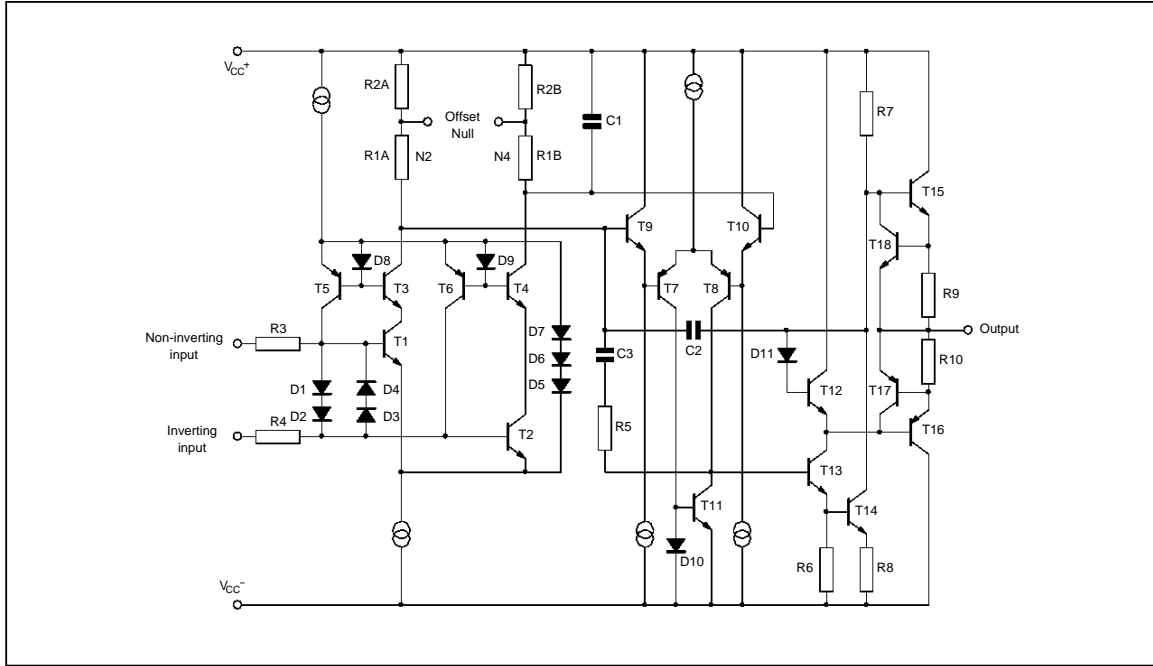 VCC+
R2A
R2B
Offset
Null
C1
R7
R1A
N2
N4
R1B
T15
T9
T10
T18
D8
D9
T5
T3
T6
T4
T7
T8
R9
D7
Non-inverting
input
R3
T1
D6
C3
C2
D11
Output
R10
D5
D1
D4
T12
T17
D2
D3
Inverting
input
R4
T2
R5
T16
T13
T11
T14
D10
R6
R8
VCC−